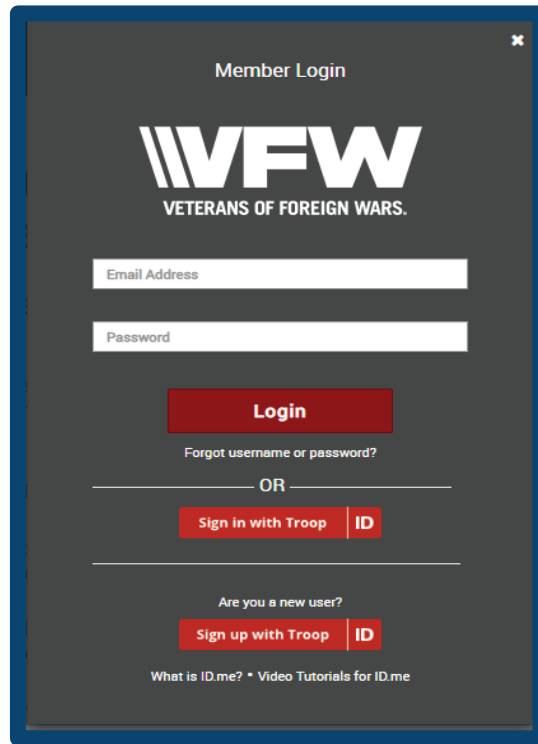 Member Login
VFW
VETERANS OF FOREIGN WARS.
Email Address
Password
Login
Forgot username or password?
OR
Sign in with Troop ID
Are you a new user?
Sign up with Troop ID
What is ID.me? • Video Tutorials for ID.me